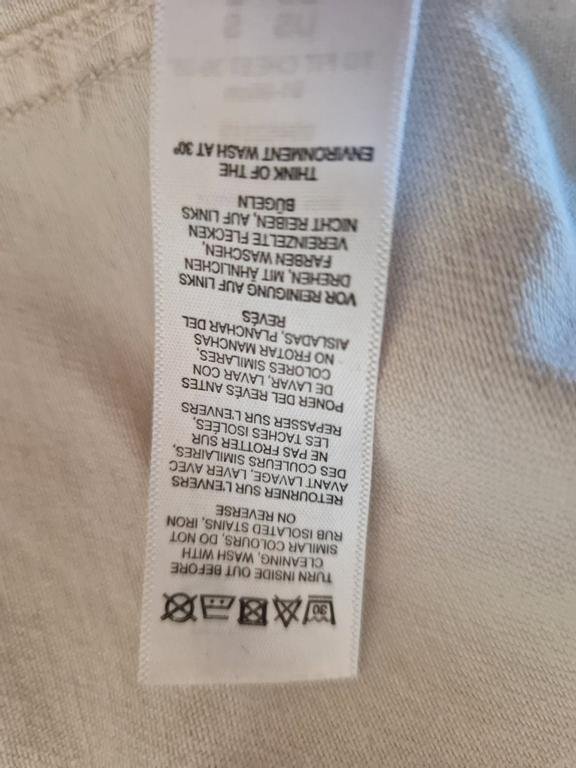 30
TURN INSIDE OUT BEFORE
CLEANING, WASH WITH
SIMILAR COLOURS, DO NOT
RUB ISOLATED STAINS, IRON
ON REVERSE
RETOURNER SUR L'ENVERS
AVANT LAVER, LAVAGE AVEC
DES COULEURS SIMILAIRES,
NE PAS FROTTER SUR
LES TACHES ISOLÉES,
REPASSER SUR L'ENVERS
PONER DEL REVÉS ANTES
DE LAVAR, LAVAR CON
COLORES SIMILARES,
NO FROTAR MANCHAS
AISLADAS, PLANCHAR DEL
REVÉS
VOR REINIGUNG AUF LINKS
DREHEN, MIT ÄHNLICHEN
FARBEN WASCHEN,
VEREINZELTE FLECKEN
NICHT REIBEN, AUF LINKS
BÜGELN
THINK OF THE
ENVIRONMENT WASH AT 30°